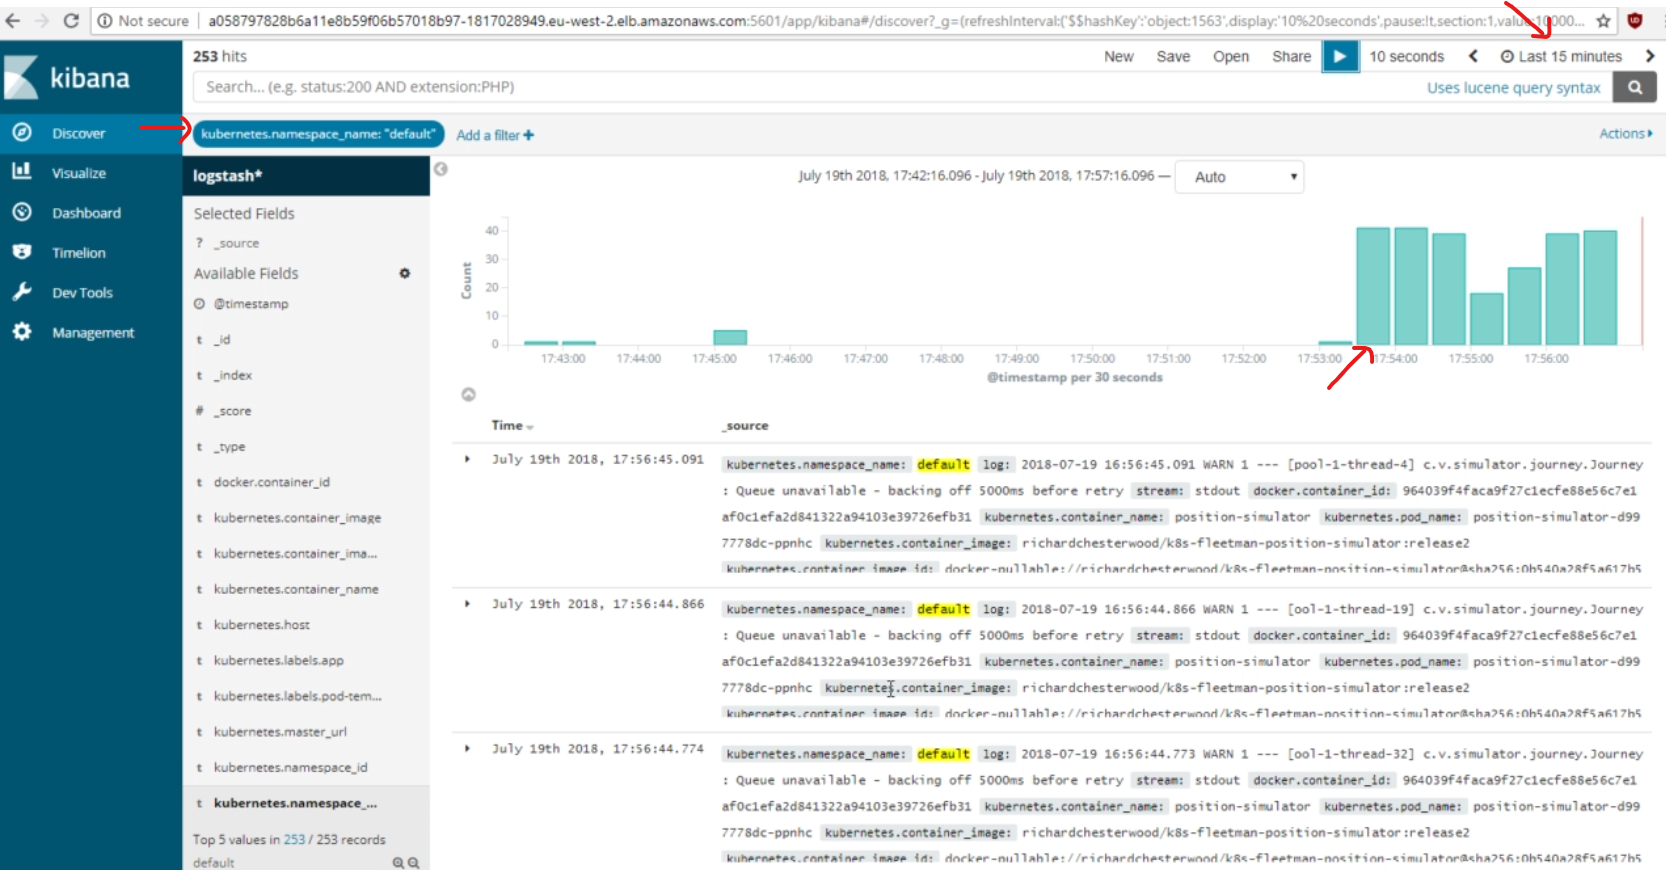 Not secure
a058797828b6a11e8b59f06b57018b97-1817028949.eu-west-2.elb.amazonaws.com:5601/app/kibana#/discover?_g=(refreshInterval:('$$hashKey':'object:1563',display:'10%20seconds',pause:!t,section:1,value:10000...
kibana
Discover
Visualize
Dashboard
Timelion
Dev Tools
Management
253 hits
New
Save
Open
Share
10 seconds
Last 15 minutes
Search... (e.g. status:200 AND extension:PHP)
Uses lucene query syntax
kubernetes.namespace_name: "default"
Add a filter +
Actions
logstash*
Selected Fields
? _source
Available Fields
@timestamp
t _id
t _index
# _score
t _type
t docker.container_id
t kubernetes.container_image
t kubernetes.container_ima...
t kubernetes.container_name
t kubernetes.host
t kubernetes.labels.app
t kubernetes.labels.pod-tem...
t kubernetes.master_url
t kubernetes.namespace_id
t kubernetes.namespace_...
Top 5 values in 253 / 253 records
default
July 19th 2018, 17:42:16.096 - July 19th 2018, 17:57:16.096 —
Auto
Count
40
30
20
10
0
17:43:00
17:44:00
17:45:00
17:46:00
17:47:00
17:48:00
17:49:00
17:50:00
17:51:00
17:52:00
17:53:00
17:54:00
17:55:00
17:56:00
@timestamp per 30 seconds
Time
_source
July 19th 2018, 17:56:45.091
kubernetes.namespace_name: default log: 2018-07-19 16:56:45.091 WARN 1 --- [pool-1-thread-4] c.v.simulator.journey.Journey
: Queue unavailable - backing off 5000ms before retry stream: stdout docker.container_id: 964039f4faca9f27c1ecfe88e56c7e1
af0c1efa2d841322a94103e39726efb31 kubernetes.container_name: position-simulator kubernetes.pod_name: position-simulator-d99
7778dc-ppnhc kubernetes.container_image: richardchesterwood/k8s-fleetman-position-simulator:release2
kubernetes.container_image_id: docker-pullable://richardchesterwood/k8s-fleetman-position-simulator@sha256:0b540a28f5a617b5
July 19th 2018, 17:56:44.866
kubernetes.namespace_name: default log: 2018-07-19 16:56:44.866 WARN 1 --- [ool-1-thread-19] c.v.simulator.journey.Journey
: Queue unavailable - backing off 5000ms before retry stream: stdout docker.container_id: 964039f4faca9f27c1ecfe88e56c7e1
af0c1efa2d841322a94103e39726efb31 kubernetes.container_name: position-simulator kubernetes.pod_name: position-simulator-d99
7778dc-ppnhc kubernetes.container_image: richardchesterwood/k8s-fleetman-position-simulator:release2
kubernetes.container_image_id: docker-pullable://richardchesterwood/k8s-fleetman-position-simulator@sha256:0b540a28f5a617b5
July 19th 2018, 17:56:44.774
kubernetes.namespace_name: default log: 2018-07-19 16:56:44.773 WARN 1 --- [ool-1-thread-32] c.v.simulator.journey.Journey
: Queue unavailable - backing off 5000ms before retry stream: stdout docker.container_id: 964039f4faca9f27c1ecfe88e56c7e1
af0c1efa2d841322a94103e39726efb31 kubernetes.container_name: position-simulator kubernetes.pod_name: position-simulator-d99
7778dc-ppnhc kubernetes.container_image: richardchesterwood/k8s-fleetman-position-simulator:release2
kubernetes.container_image_id: docker-pullable://richardchesterwood/k8s-fleetman-position-simulator@sha256:0b540a28f5a617b5